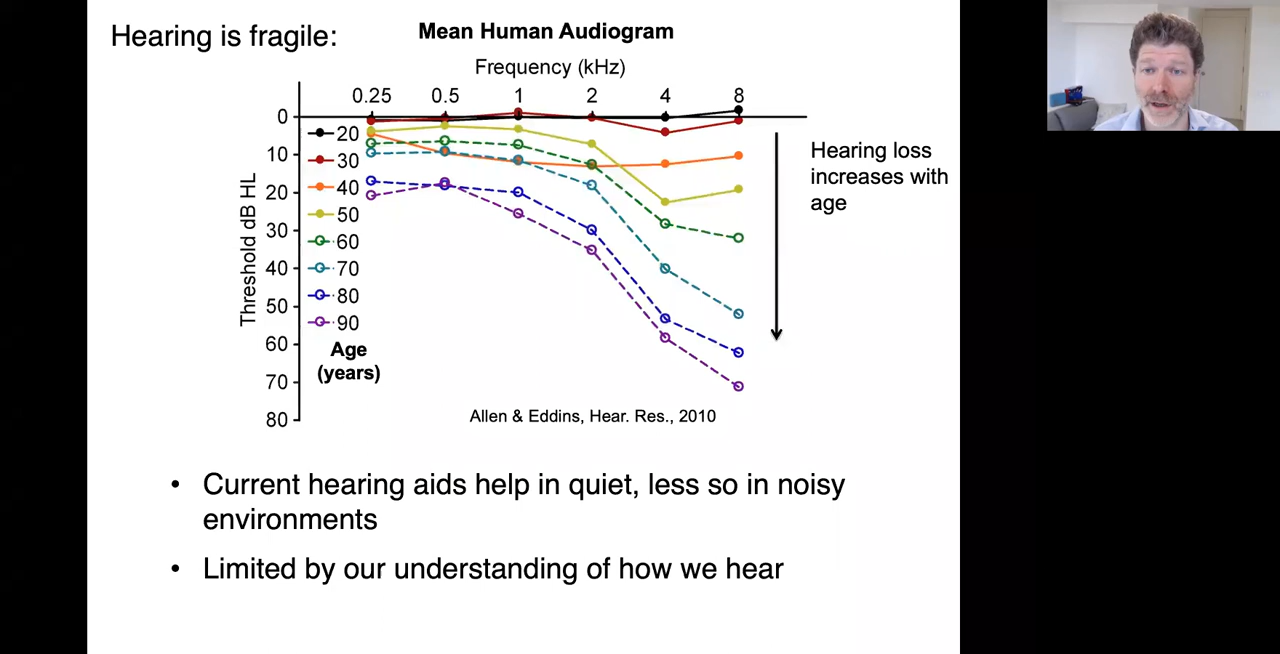 Hearing is fragile:
Mean Human Audiogram
Frequency (kHz)
0.25 0.5 1 2 4 8
Threshold dB HL
0
10
20
30
40
50
60
70
80
20
30
40
50
60
70
80
90
Age
(years)
Hearing loss
increases with
age
Allen & Eddins, Hear. Res., 2010
• Current hearing aids help in quiet, less so in noisy
environments
• Limited by our understanding of how we hear